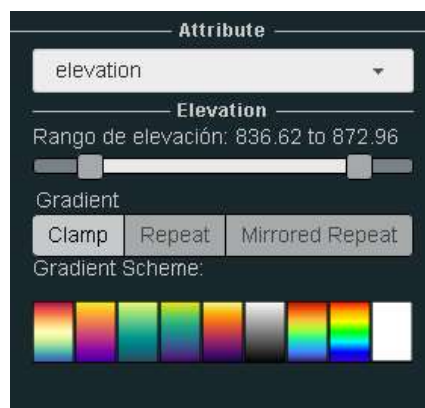 Attribute
elevation
Elevation
Rango de elevación: 836.62 to 872.96
Gradient
Clamp Repeat Mirrored Repeat
Gradient Scheme: